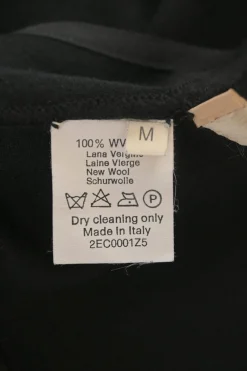 M
100% WV
Lana Vergine
Laine Vierge
New Wool
Schurwolle
Dry cleaning only
Made in Italy
2EC0001Z5